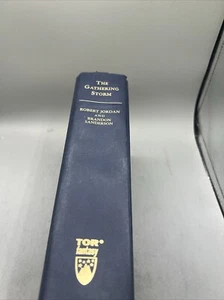 THE
GATHERING
STORM
ROBERT JORDAN
AND
BRANDON
SANDERSON
TOR®